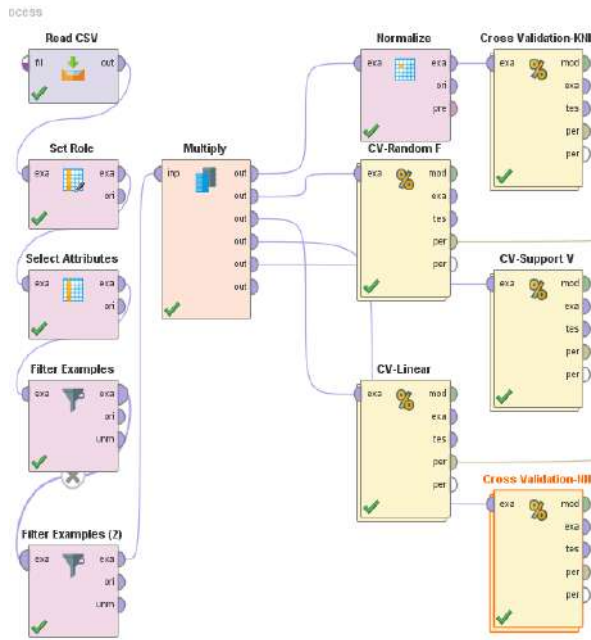 ocess
Read CSV
fil out
Set Role
exa exa
ori
Select Attributes
exa exa
ori
Filter Examples
exa exa
ori
unm
Filter Examples (2)
exa exa
ori
unm
Multiply
inp out
out
out
out
out
out
Normalize
exa exa
ori
pre
CV-Random F
exa mod
exa
tes
per
per
CV-Linear
exa mod
exa
tes
per
per
Cross Validation-KNN
exa mod
exa
tes
per
per
CV-Support V
exa mod
exa
tes
per
per
Cross Validation-NN
exa mod
exa
tes
per
per